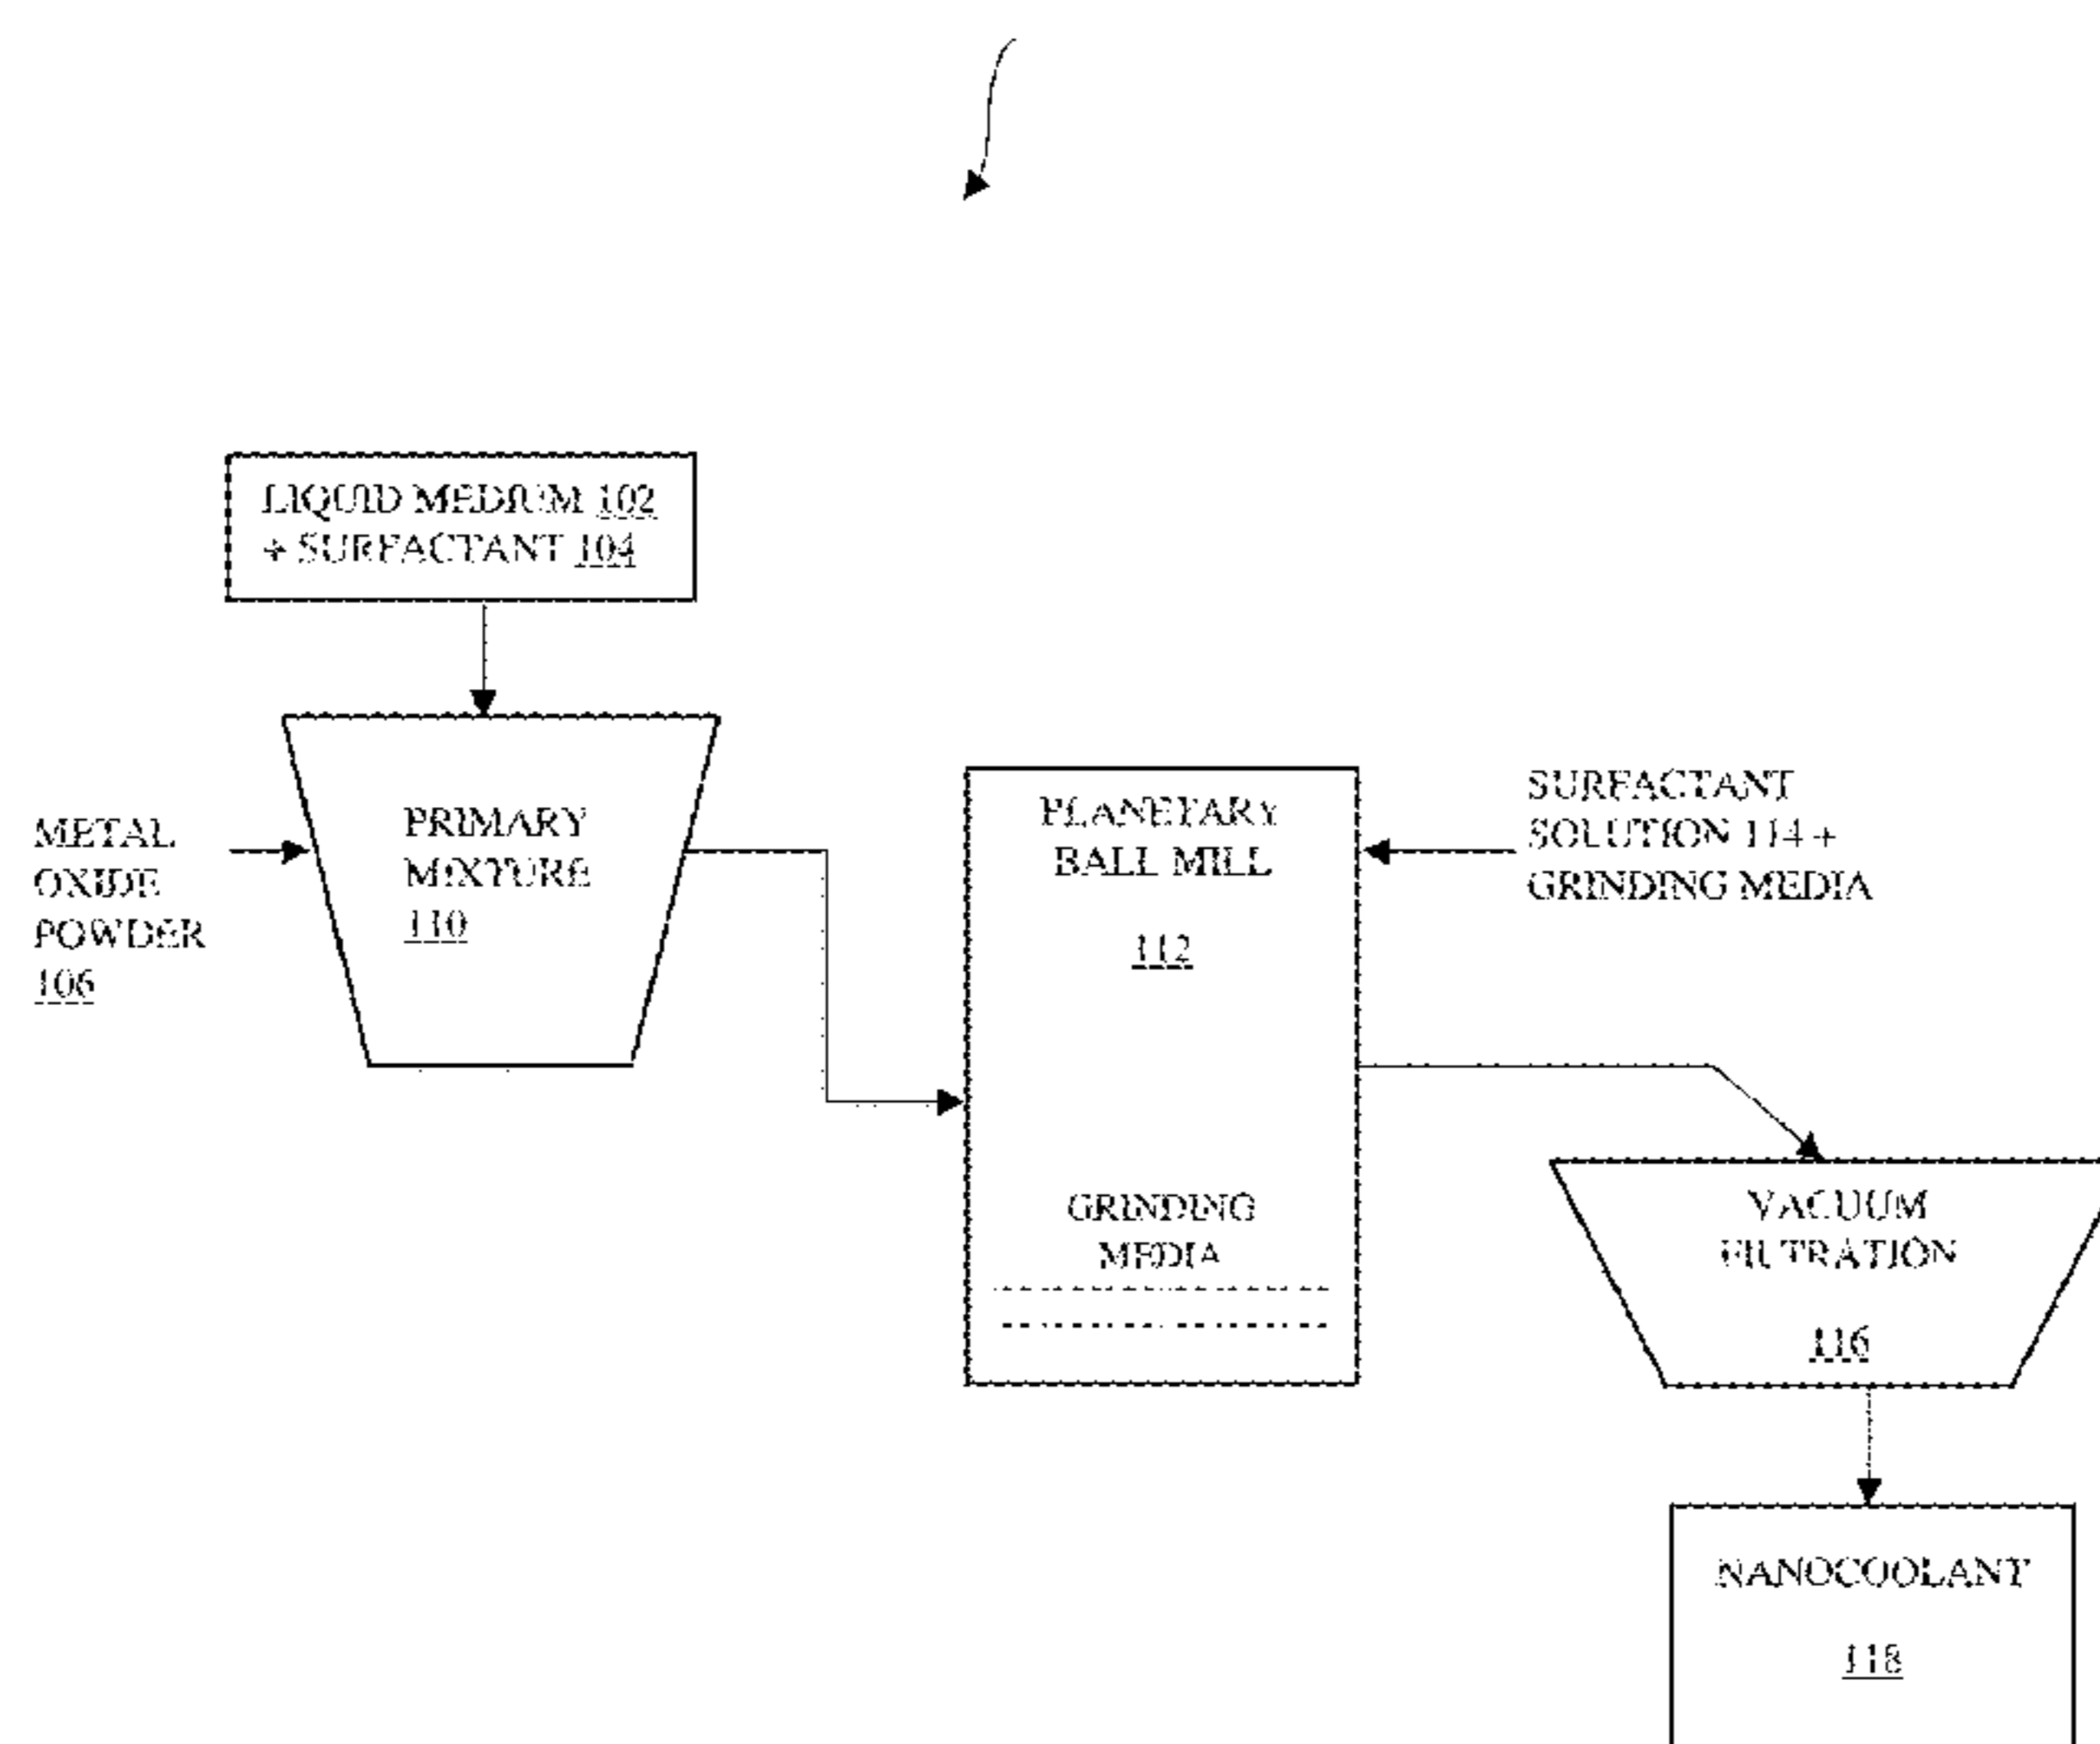 LIQUID MEDIUM 102
+ SURFACTANT 104
METAL
OXIDE
POWDER
106
PRIMARY
MIXTURE
110
PLANETARY
BALL MILL
112
GRINDING
MEDIA
SURFACTANT
SOLUTION 114 +
GRINDING MEDIA
VACUUM
FILTRATION
116
NANOCOOLANT
118